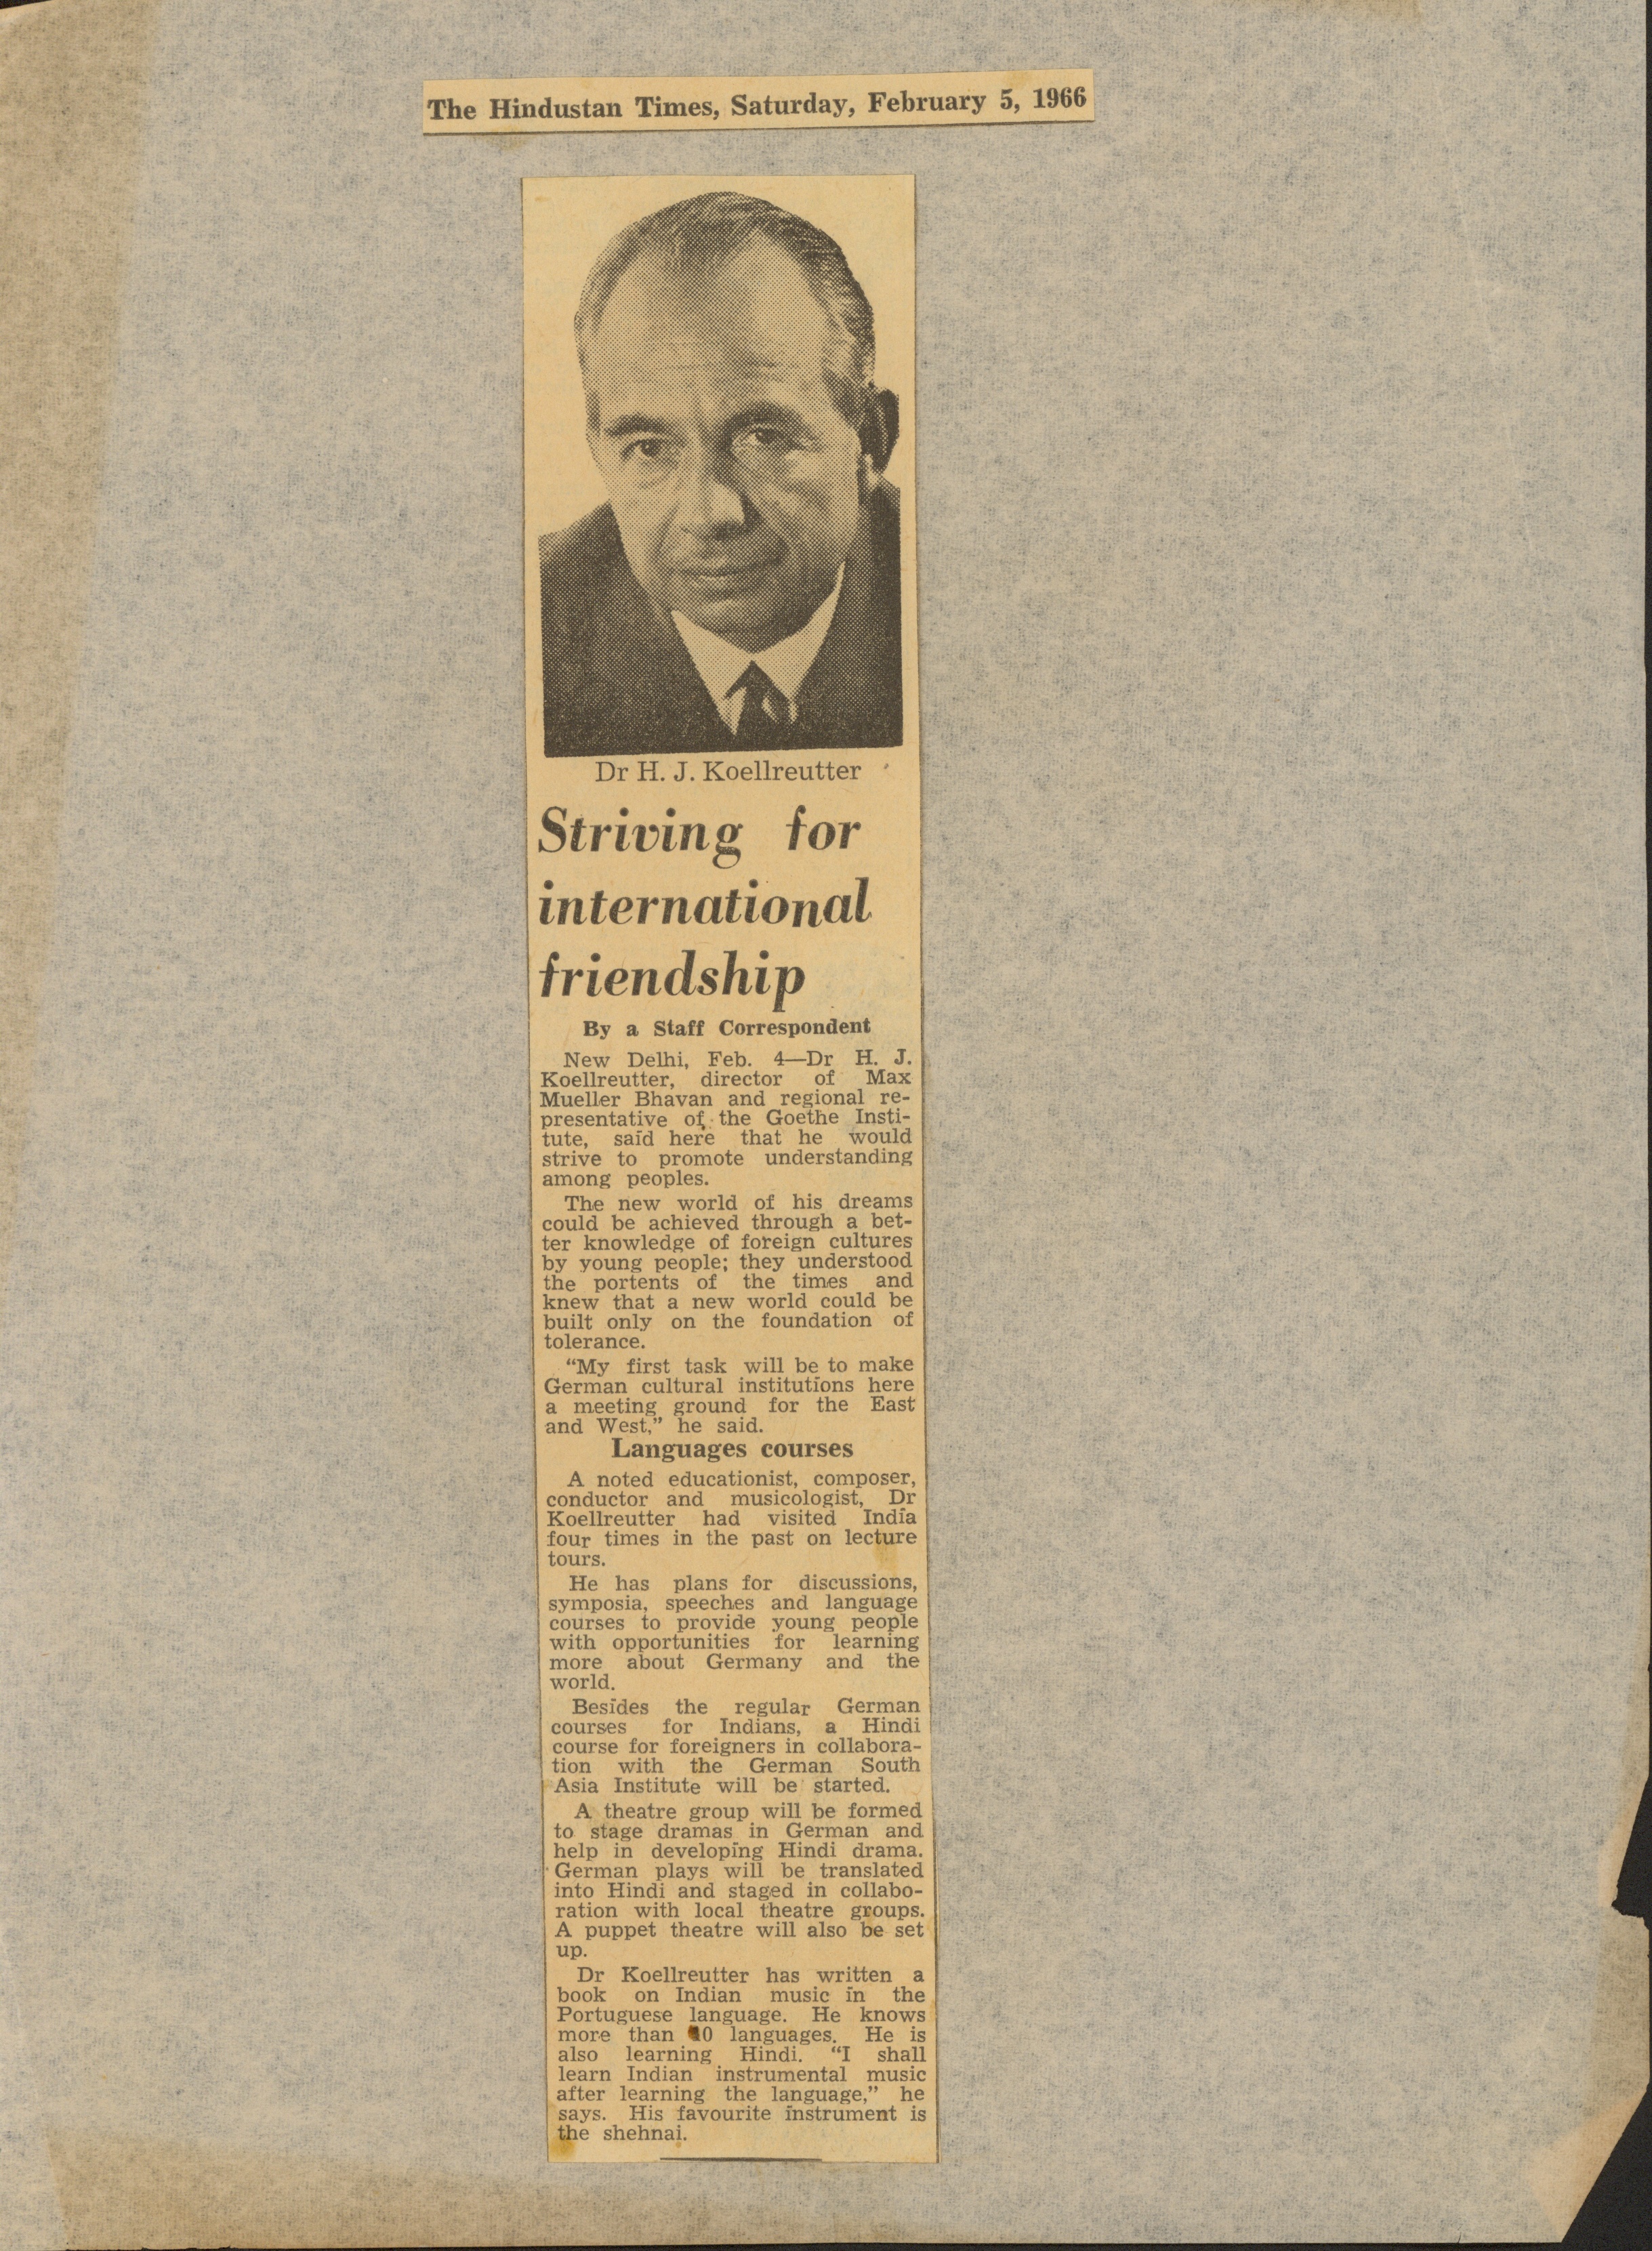 The Hindustan Times, Saturday, February 5, 1966
Dr H. J. Koellreutter
Striving for
international
friendship
By a Staff Correspondent
New Delhi, Feb. 4—Dr H. J.
Koellreutter, director of Max
Mueller Bhavan and regional re-
presentative of the Goethe Insti-
tute, said here that he would
strive to promote understanding
among peoples.
The new world of his dreams
could be achieved through a bet-
ter knowledge of foreign cultures
by young people; they understood
the portents of the times and
knew that a new world could be
built only on the foundation of
tolerance.
“My first task will be to make
German cultural institutions here
a meeting ground for the East
and West,” he said.
Languages courses
A noted educationist, composer,
conductor and musicologist, Dr
Koellreutter had visited India
four times in the past on lecture
tours.
He has plans for discussions,
symposia, speeches and language
courses to provide young people
with opportunities for learning
more about Germany and the
world.
Besides the regular German
courses for Indians, a Hindi
course for foreigners in collabora-
tion with the German South
Asia Institute will be started.
A theatre group will be formed
to stage dramas in German and
help in developing Hindi drama.
German plays will be translated
into Hindi and staged in collabo-
ration with local theatre groups.
A puppet theatre will also be set
up.
Dr Koellreutter has written a
book on Indian music in the
Portuguese language. He knows
more than languages. He is
also learning Hindi. “I shall
learn Indian instrumental music
after learning the language,” he
says. His favourite instrument is
the shehnai.